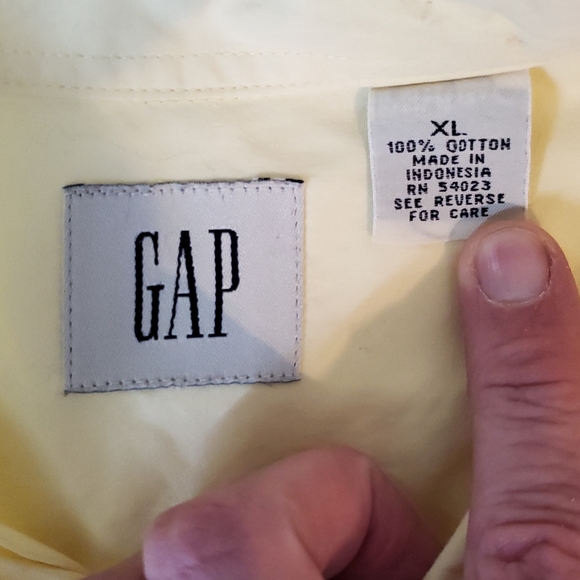 GAP
XL
100% COTTON
MADE IN
INDONESIA
RN 54023
SEE REVERSE
FOR CARE